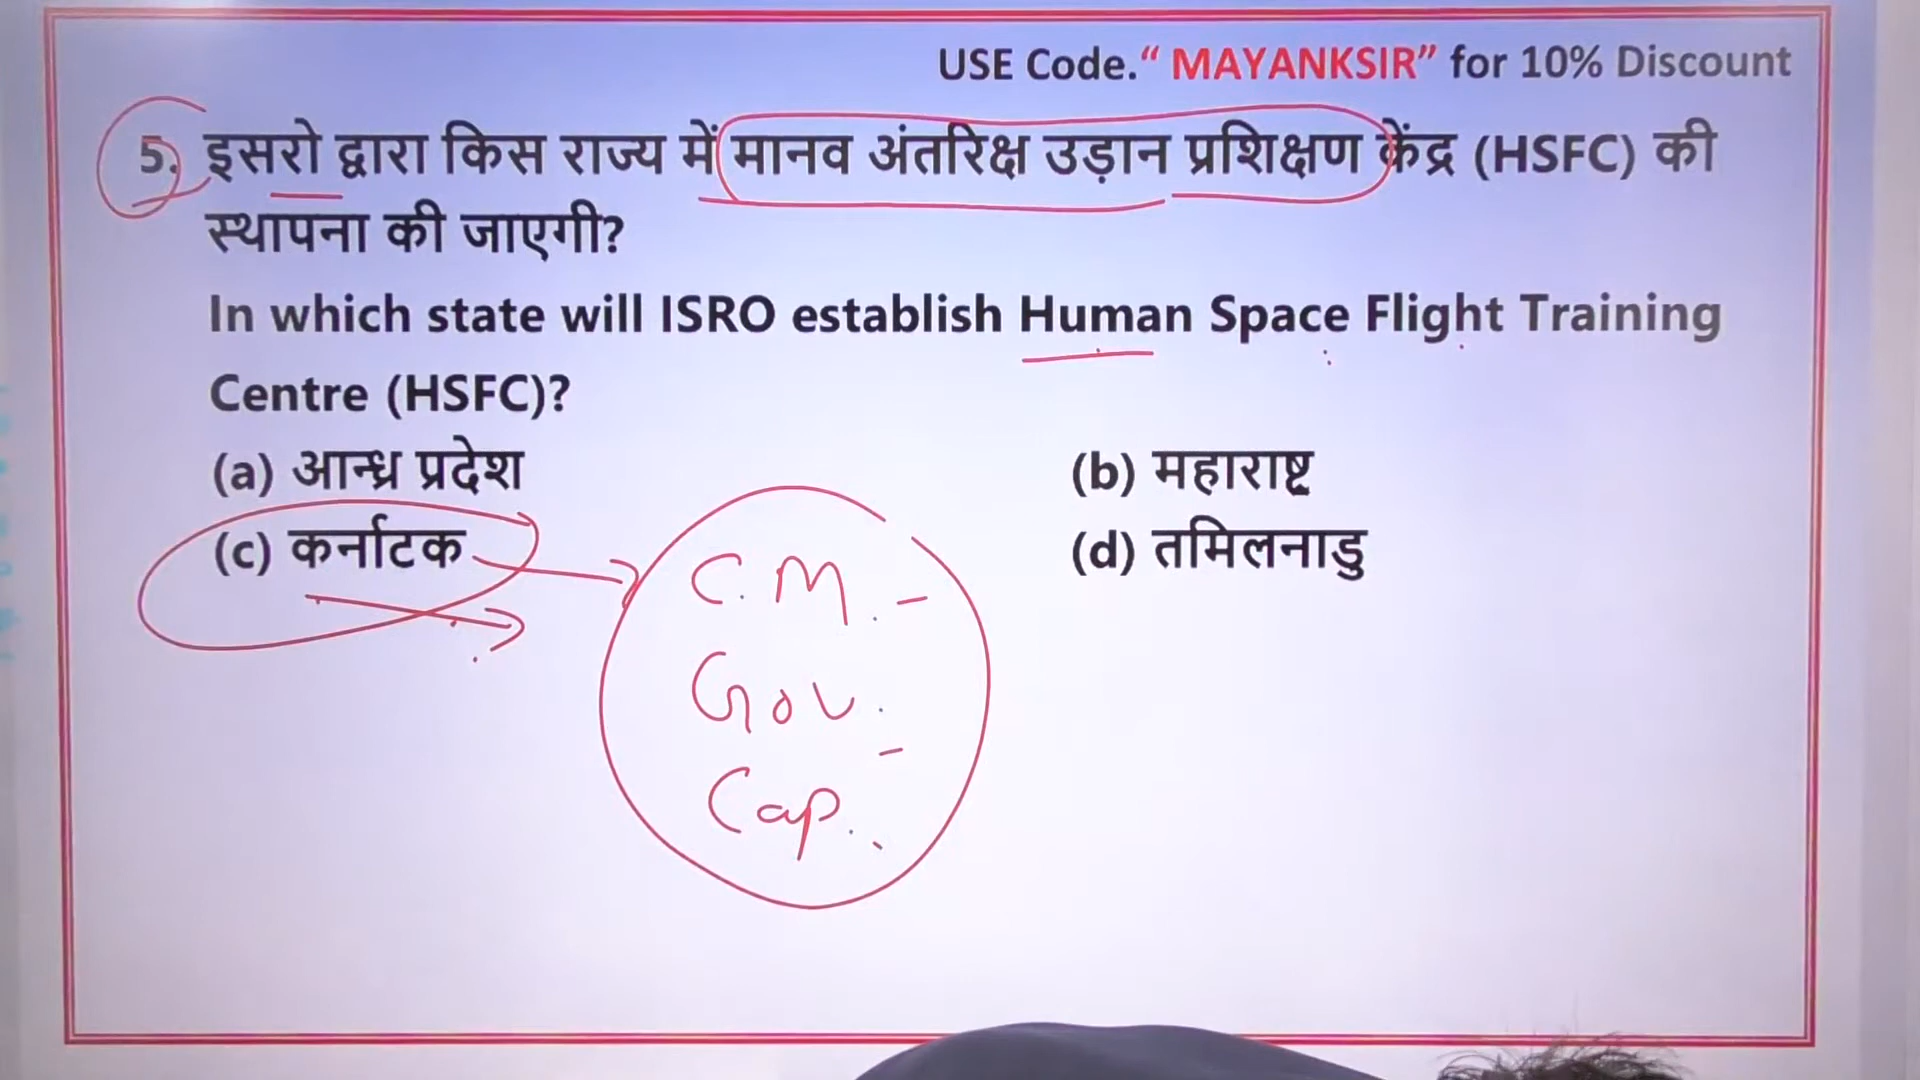 USE Code.“ MAYANKSIR” for 10% Discount
5. इसरो द्वारा किस राज्य में मानव अंतरिक्ष उड़ान प्रशिक्षण केंद्र (HSFC) की
स्थापना की जाएगी?
In which state will ISRO establish Human Space Flight Training
Centre (HSFC)?
(a) आन्ध्र प्रदेश (b) महाराष्ट्र
(c) कर्नाटक (d) तमिलनाडु
C.M. -
Gov. -
Cap.